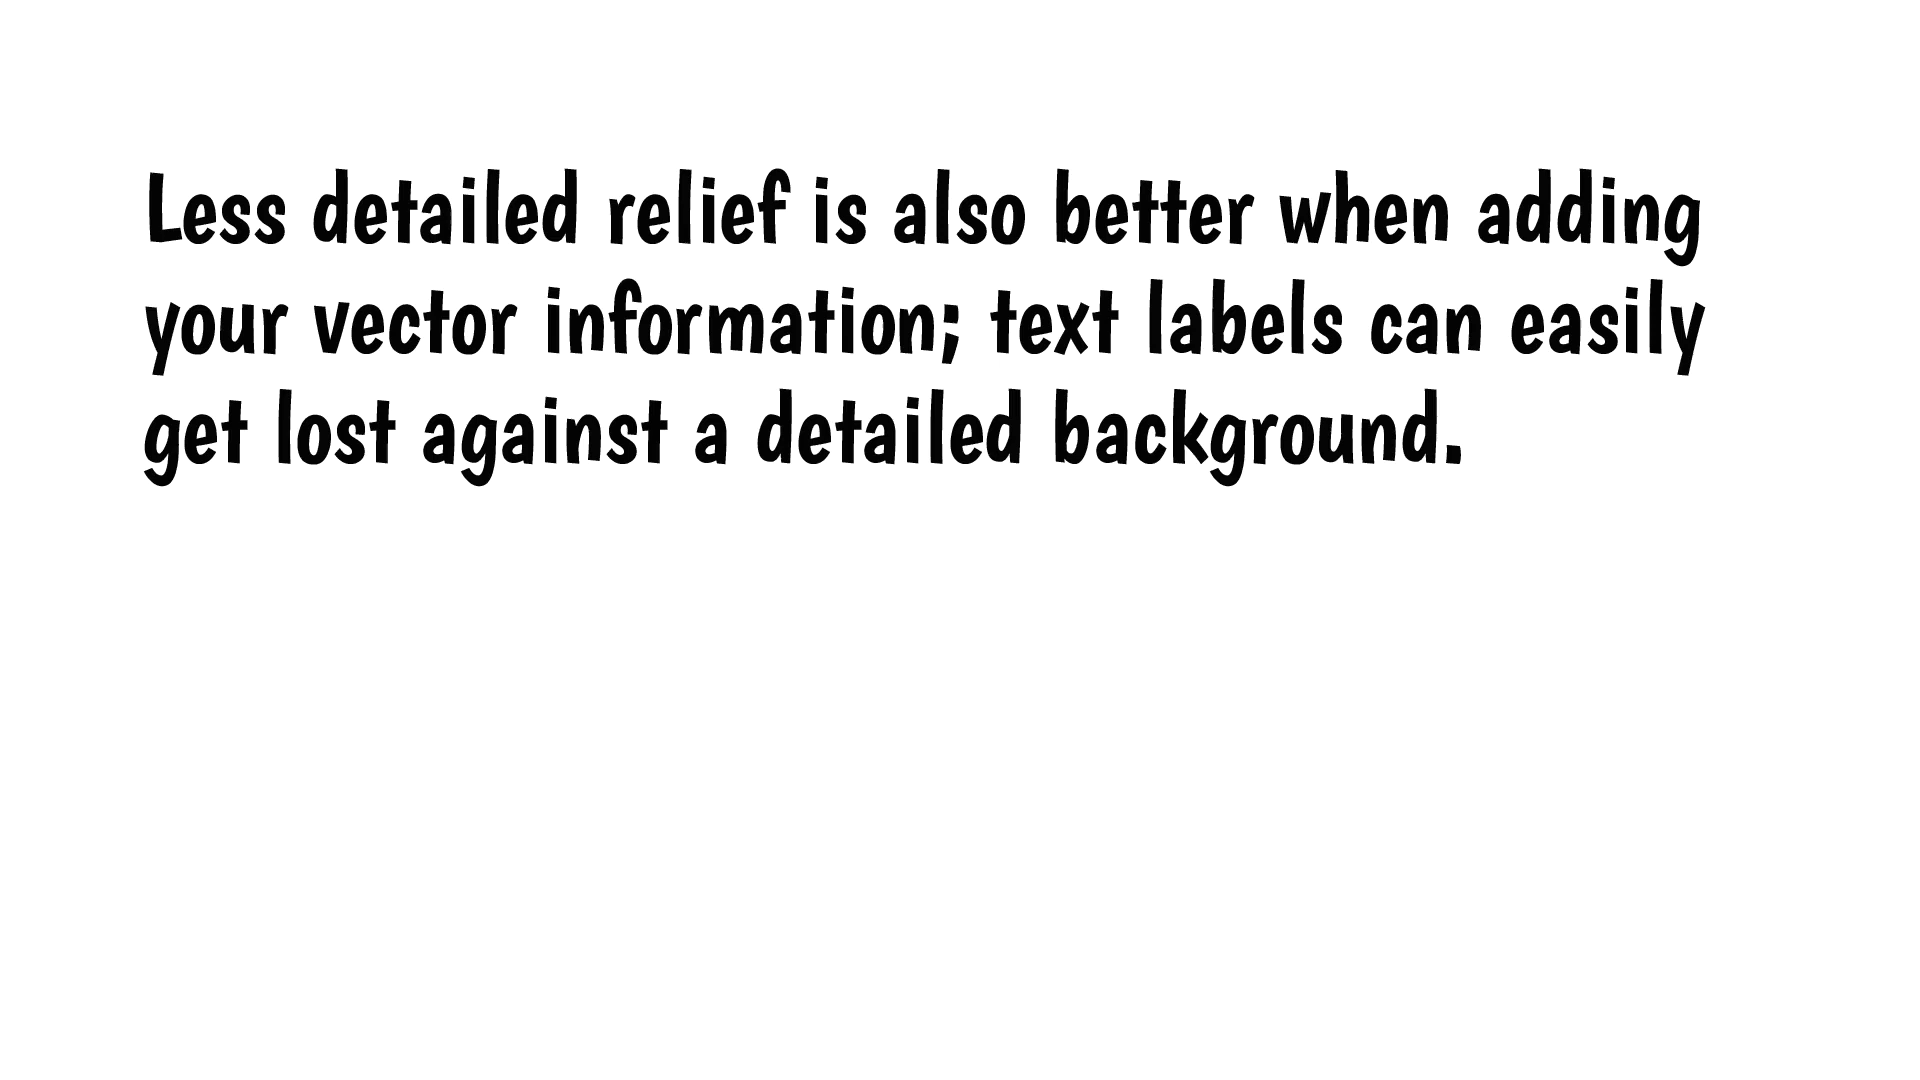 Less detailed relief is also better when adding
your vector information; text labels can easily
get lost against a detailed background.